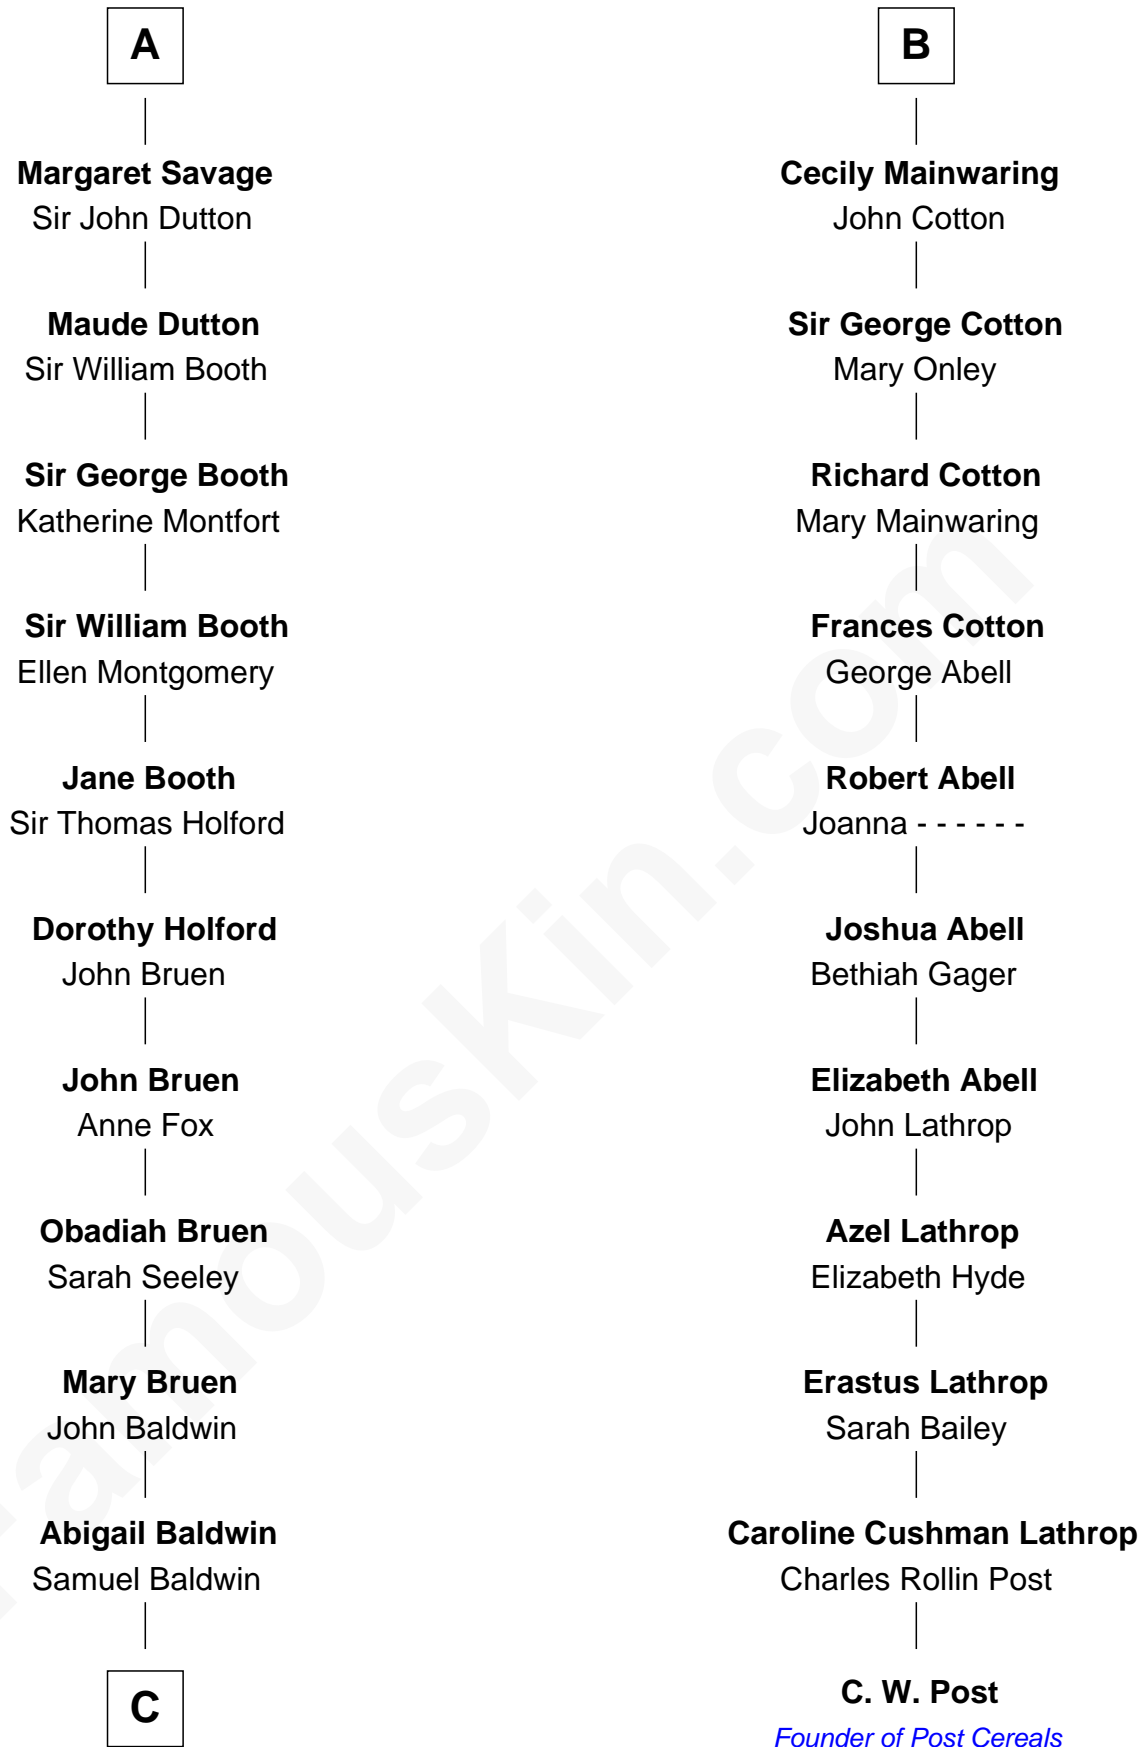 A
Margaret Savage
Sir John Dutton
Maude Dutton
Sir William Booth
Sir George Booth
Katherine Montfort
Sir William Booth
Ellen Montgomery
Jane Booth
Sir Thomas Holford
Dorothy Holford
John Bruen
John Bruen
Anne Fox
Obadiah Bruen
Sarah Seeley
Mary Bruen
John Baldwin
Abigail Baldwin
Samuel Baldwin
C
B
Cecily Mainwaring
John Cotton
Sir George Cotton
Mary Onley
Richard Cotton
Mary Mainwaring
Frances Cotton
George Abell
Robert Abell
Joanna - - - - - -
Joshua Abell
Bethiah Gager
Elizabeth Abell
John Lathrop
Azel Lathrop
Elizabeth Hyde
Erastus Lathrop
Sarah Bailey
Caroline Cushman Lathrop
Charles Rollin Post
C. W. Post
Founder of Post Cereals
FamousKin.com